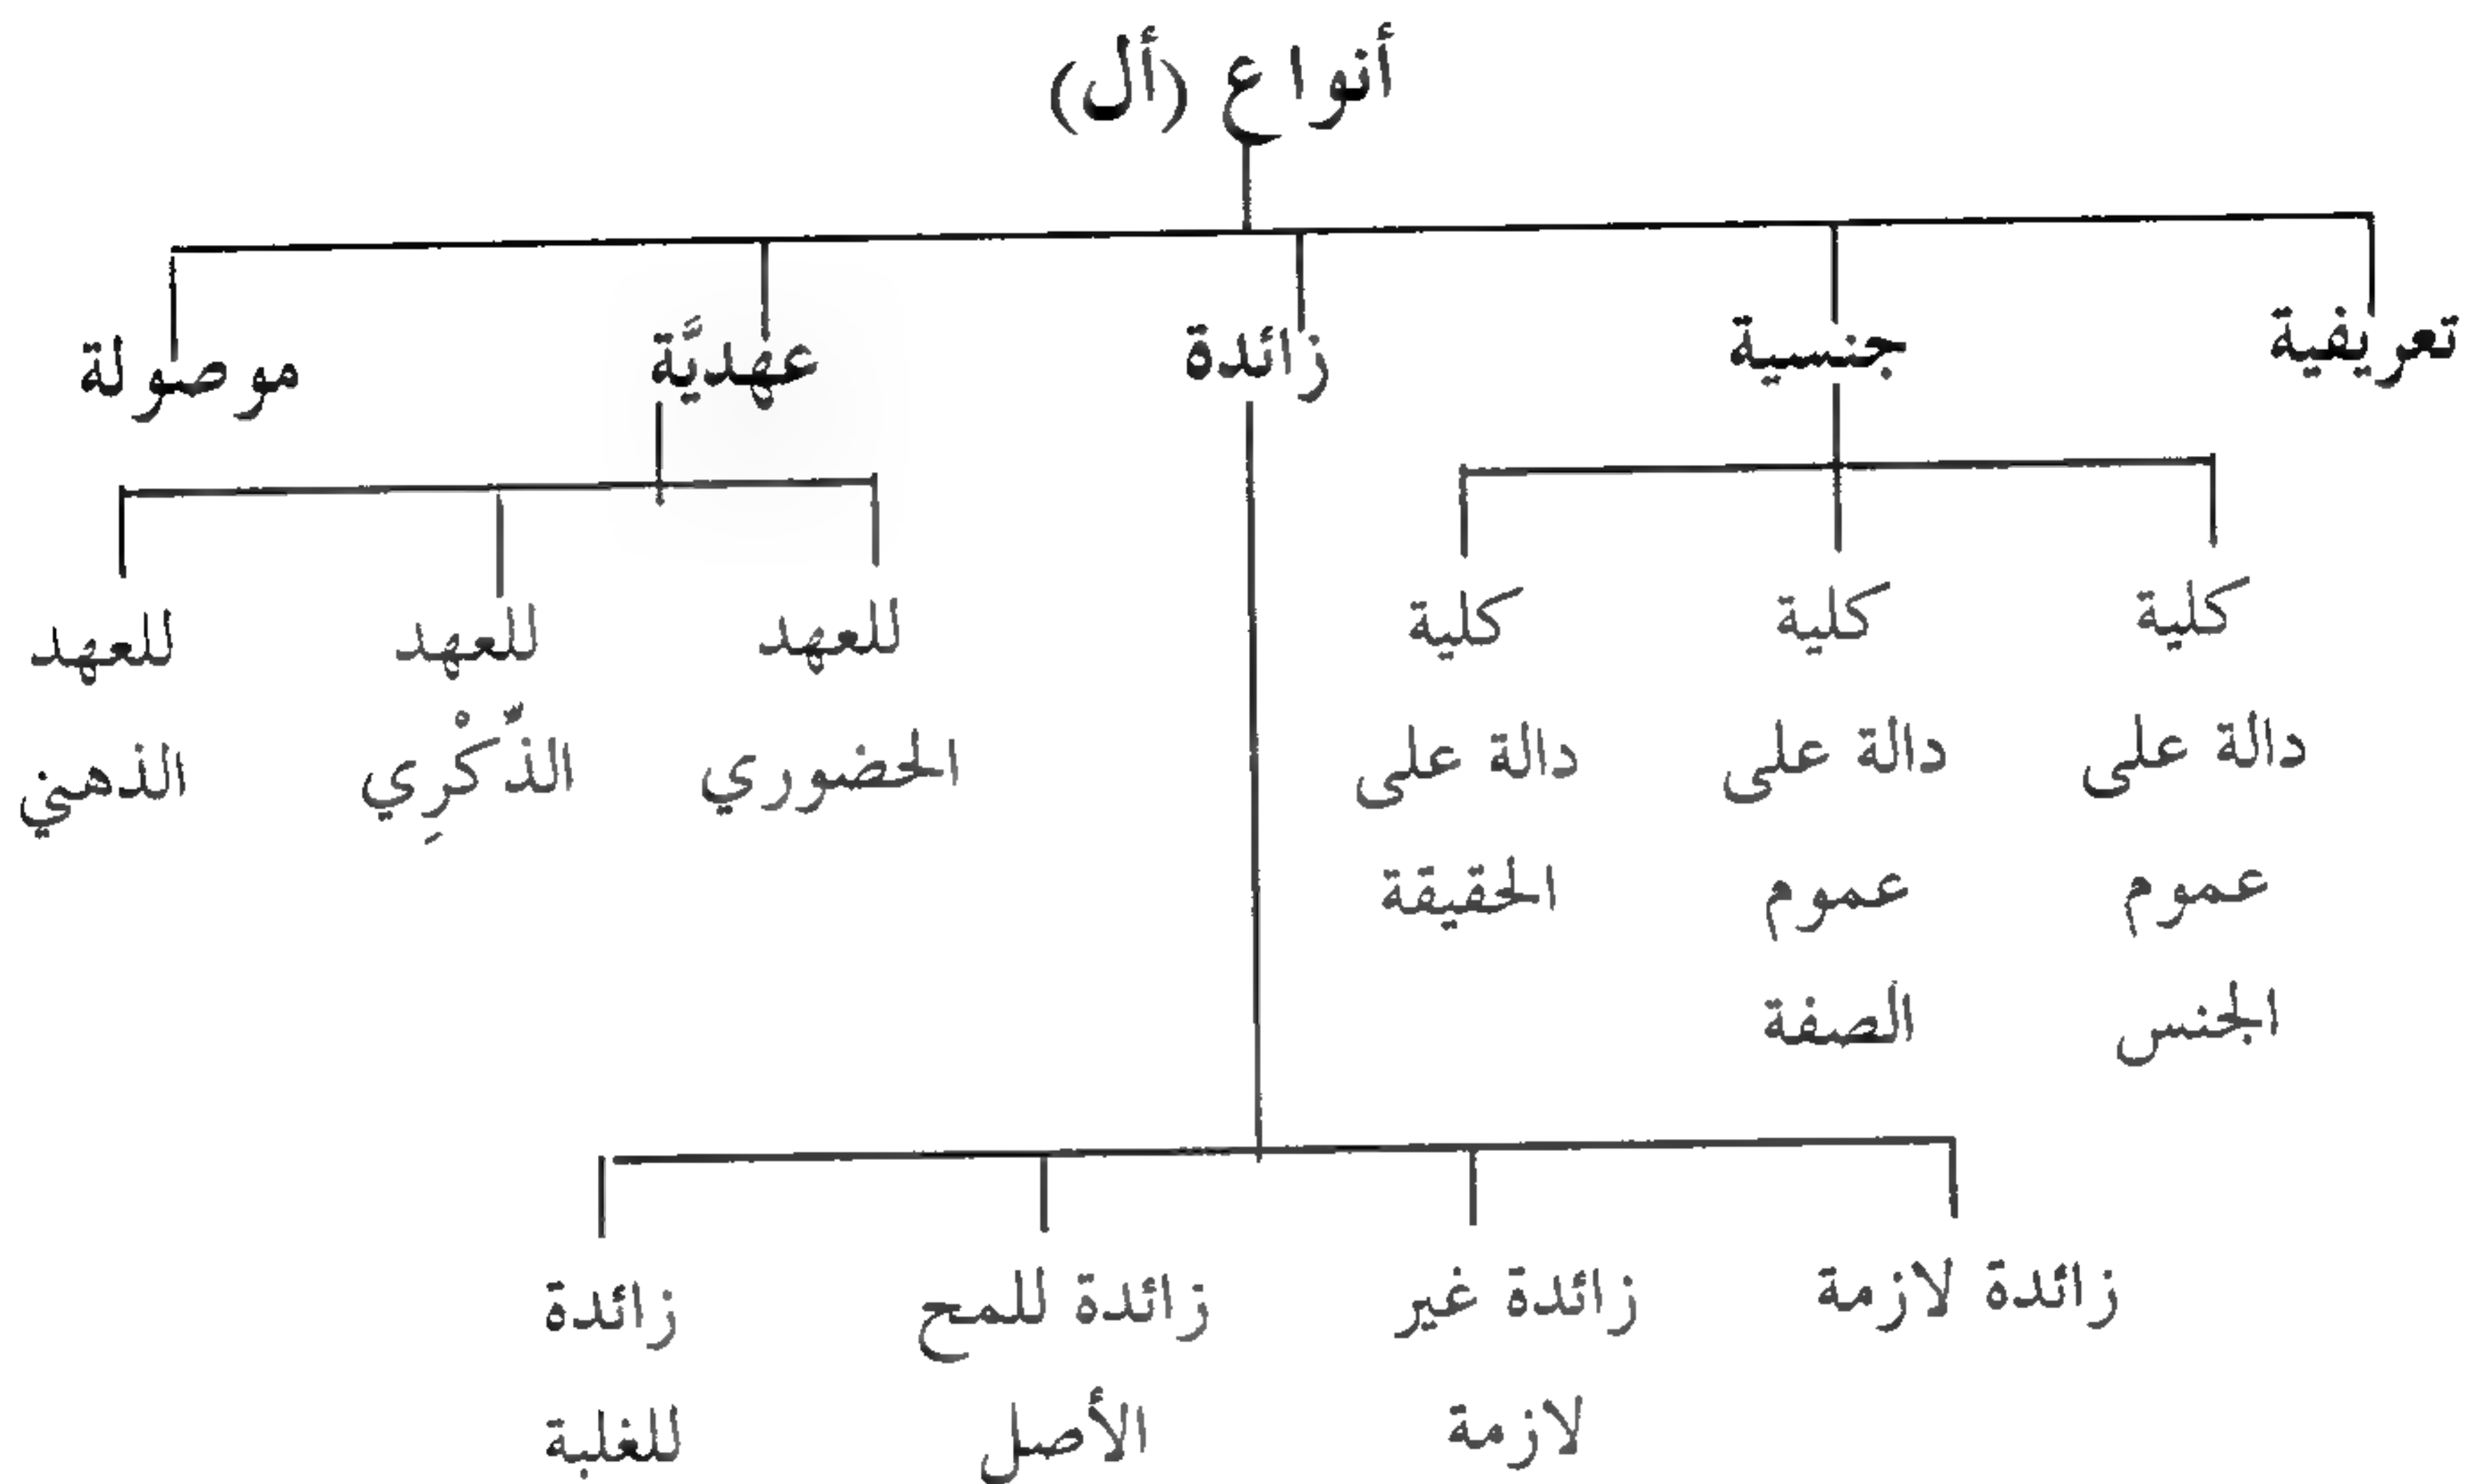 أنواع (أل)
تعريفية جنسية زائدة عهديَّة موصولة
كلية كلية كلية للعهد للعهد للعهد
دالة على دالة على دالة على الحضوري الذِّكْرِي الذهني
عموم عموم الحقيقة
الجنس الصفة
زائدة لازمة زائدة غير زائدة للمح زائدة
لازمة الأصل للغلبة